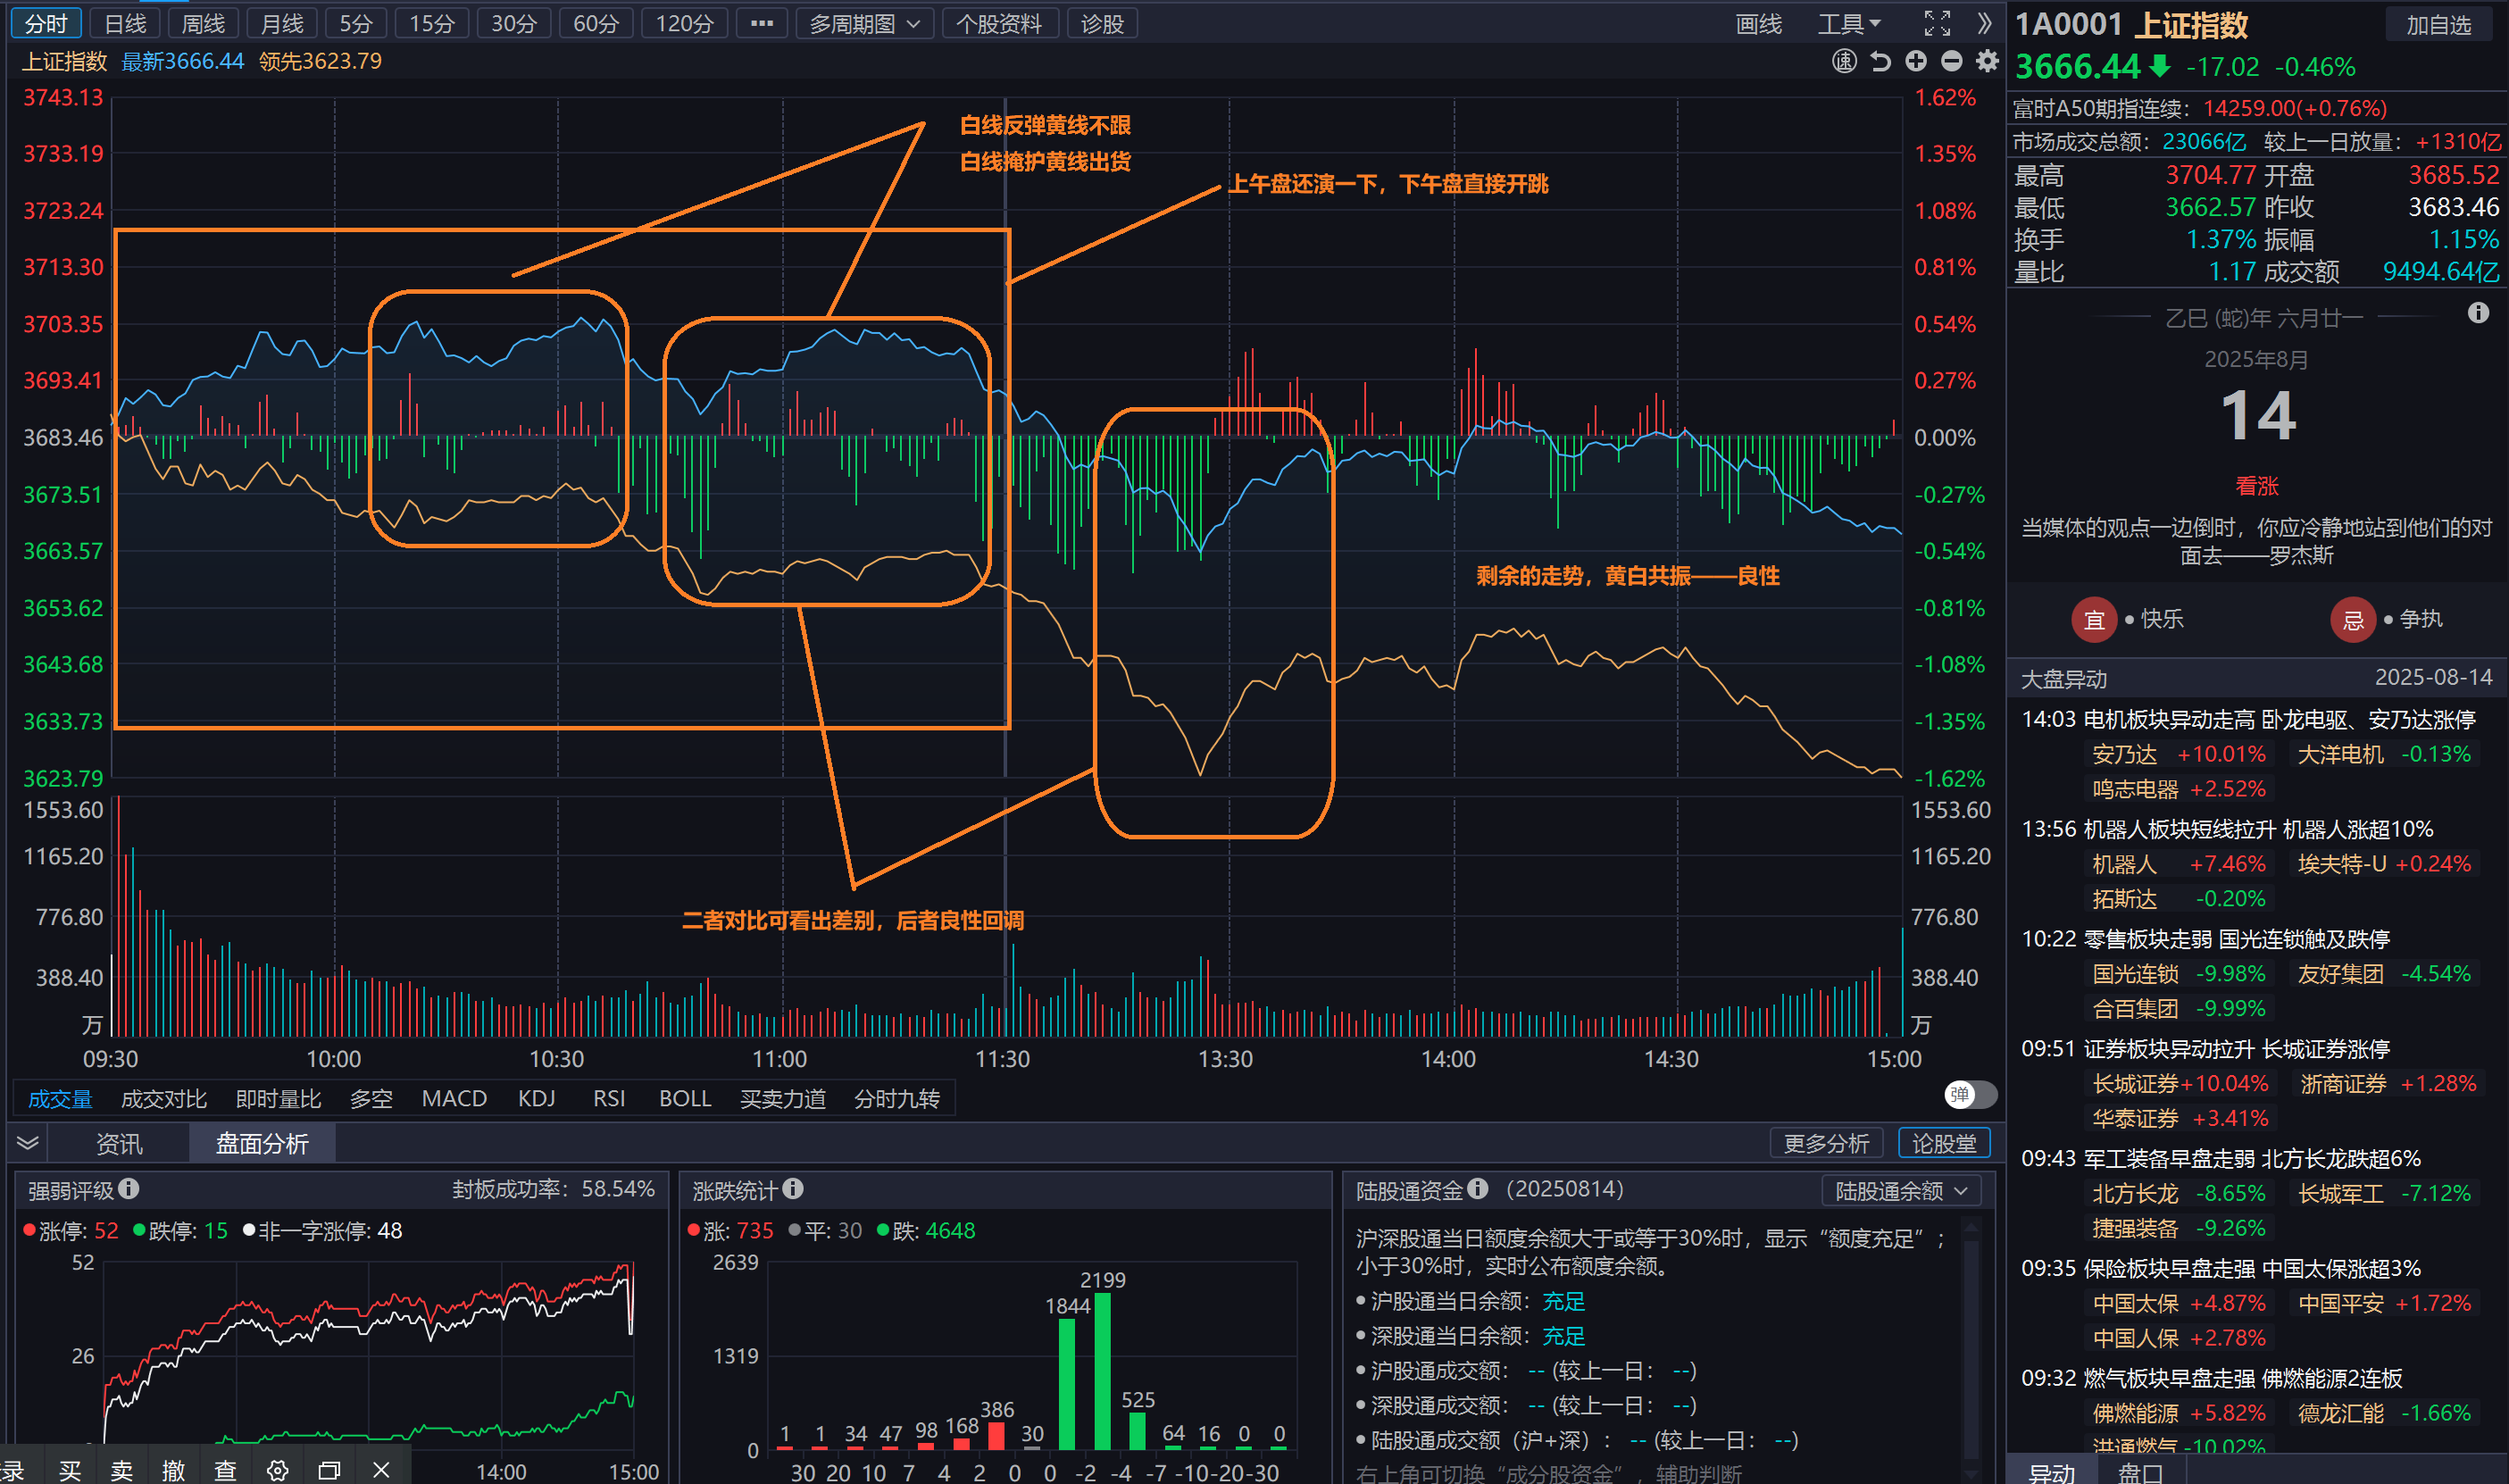 分时 日线 周线 月线 5分 15分 30分 60分 120分 ••• 多周期图 个股资料 诊股 画线 工具
上证指数 最新3666.44 领先3623.79 速
3743.13 1.62%
3733.19 1.35%
3723.24 1.08%
3713.30 0.81%
3703.35 0.54%
3693.41 0.27%
3683.46 0.00%
3673.51 -0.27%
3663.57 -0.54%
3653.62 -0.81%
3643.68 -1.08%
3633.73 -1.35%
3623.79 -1.62%
白线反弹黄线不跟
白线掩护黄线出货
上午盘还演一下，下午盘直接开跳
剩余的走势，黄白共振——良性
二者对比可看出差别，后者良性回调
1553.60 1553.60
1165.20 1165.20
776.80 776.80
388.40 388.40
万 万
09:30 10:00 10:30 11:00 11:30 13:30 14:00 14:30 15:00
成交量 成交对比 即时量比 多空 MACD KDJ RSI BOLL 买卖力道 分时九转 弹
资讯 盘面分析 更多分析 论股堂
强弱评级 封板成功率：58.54%
涨停: 52 跌停: 15 非一字涨停: 48
52
26
14:00 15:00
买 卖 撤 查
涨跌统计
涨: 735 平: 30 跌: 4648
2639
1319
0
1 1 34 47 98 168 386 30 1844 2199 525 64 16 0 0
30 20 10 7 4 2 0 0 -2 -4 -7 -10 -20 -30
陆股通资金 （20250814） 陆股通余额
沪深股通当日额度余额大于或等于30%时，显示“额度充足”；
小于30%时，实时公布额度余额。
沪股通当日余额：充足
深股通当日余额：充足
沪股通成交额： -- (较上一日： --)
深股通成交额： -- (较上一日： --)
陆股通成交额（沪+深）： -- (较上一日： --)
右上角可切换“成分股资金”，辅助判断
1A0001 上证指数 加自选
3666.44 -17.02 -0.46%
富时A50期指连续：14259.00(+0.76%)
市场成交总额：23066亿 较上一日放量：+1310亿
最高 3704.77 开盘 3685.52
最低 3662.57 昨收 3683.46
换手 1.37% 振幅 1.15%
量比 1.17 成交额 9494.64亿
乙巳 (蛇)年 六月廿一
2025年8月
14
看涨
当媒体的观点一边倒时，你应冷静地站到他们的对
面去——罗杰斯
宜 •快乐 忌 •争执
大盘异动 2025-08-14
14:03 电机板块异动走高 卧龙电驱、安乃达涨停
安乃达 +10.01% 大洋电机 -0.13%
鸣志电器 +2.52%
13:56 机器人板块短线拉升 机器人涨超10%
机器人 +7.46% 埃夫特-U +0.24%
拓斯达 -0.20%
10:22 零售板块走弱 国光连锁触及跌停
国光连锁 -9.98% 友好集团 -4.54%
合百集团 -9.99%
09:51 证券板块异动拉升 长城证券涨停
长城证券+10.04% 浙商证券 +1.28%
华泰证券 +3.41%
09:43 军工装备早盘走弱 北方长龙跌超6%
北方长龙 -8.65% 长城军工 -7.12%
捷强装备 -9.26%
09:35 保险板块早盘走强 中国太保涨超3%
中国太保 +4.87% 中国平安 +1.72%
中国人保 +2.78%
09:32 燃气板块早盘走强 佛燃能源2连板
佛燃能源 +5.82% 德龙汇能 -1.66%
洪通燃气 -10.02%
异动 盘口